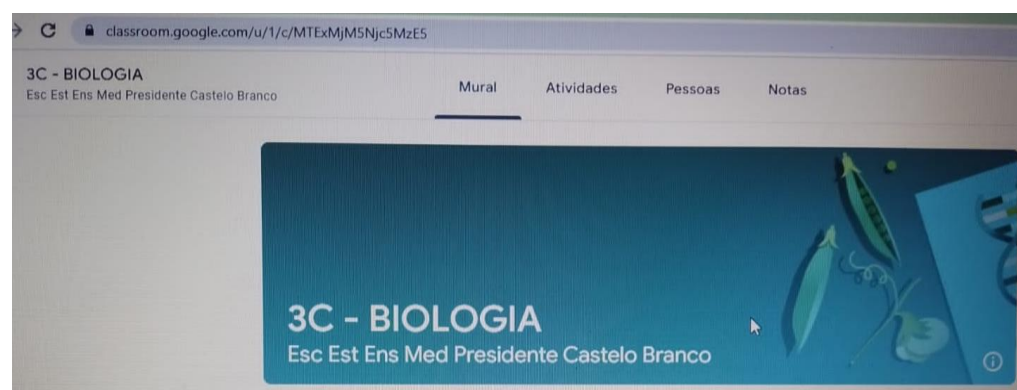 classroom.google.com/u/1/c/MTExMjM5Njc5MzE5
3C - BIOLOGIA
Esc Est Ens Med Presidente Castelo Branco
Mural Atividades Pessoas Notas
3C - BIOLOGIA
Esc Est Ens Med Presidente Castelo Branco